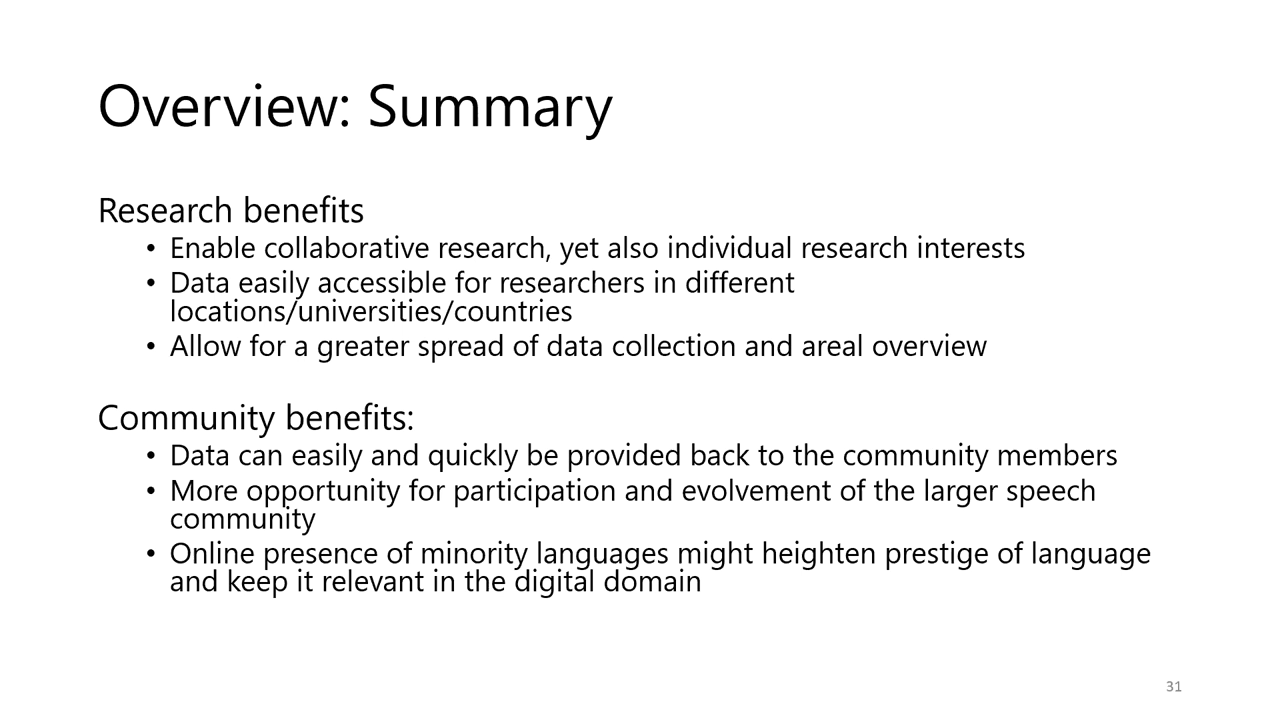 Overview: Summary
Research benefits
• Enable collaborative research, yet also individual research interests
• Data easily accessible for researchers in different
locations/universities/countries
• Allow for a greater spread of data collection and areal overview
Community benefits:
• Data can easily and quickly be provided back to the community members
• More opportunity for participation and evolvement of the larger speech
community
• Online presence of minority languages might heighten prestige of language
and keep it relevant in the digital domain
31